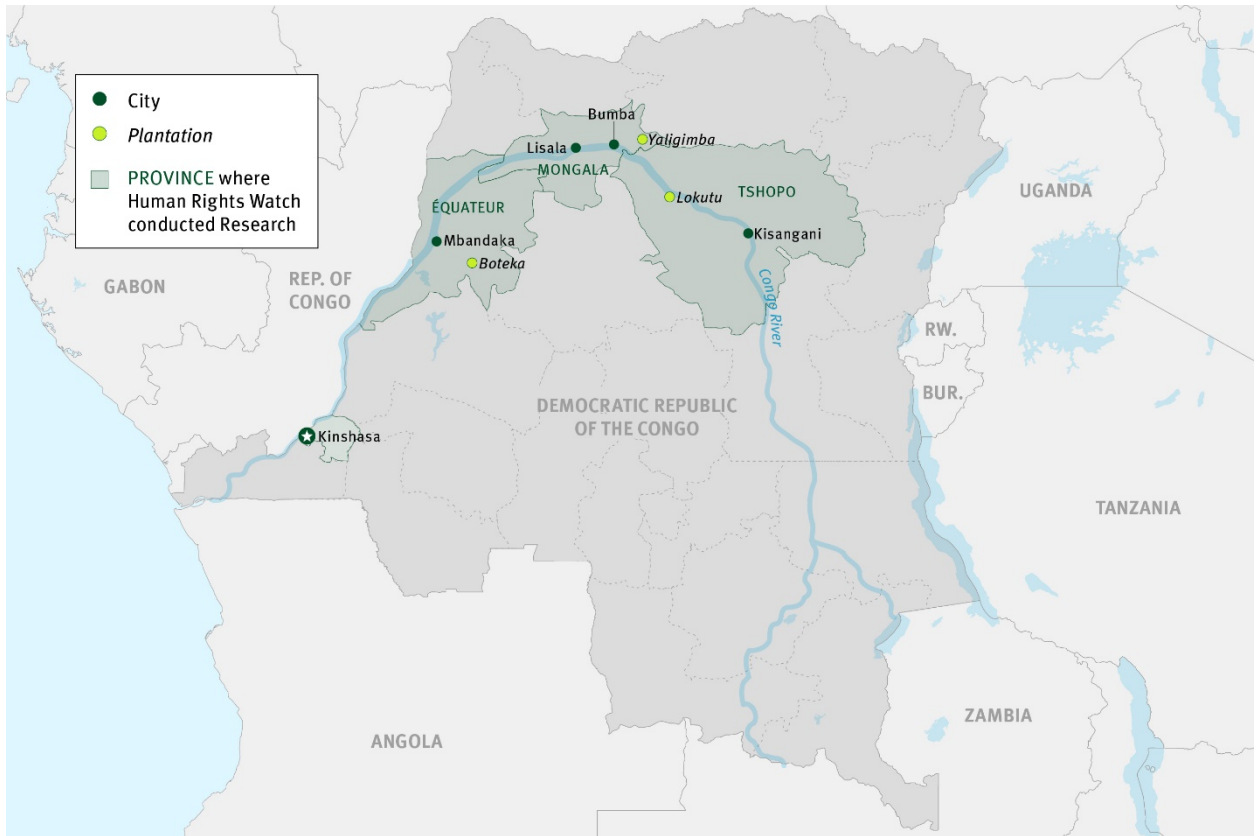 City
Plantation
PROVINCE where
Human Rights Watch
conducted Research
Bumba
Yaligimba
Lisala
MONGALA
Lokutu
TSHOPO
UGANDA
ÉQUATEUR
Mbandaka
Kisangani
Boteka
REP. OF
CONGO
GABON
Congo River
RW.
BUR.
DEMOCRATIC REPUBLIC
OF THE CONGO
Kinshasa
TANZANIA
ZAMBIA
ANGOLA